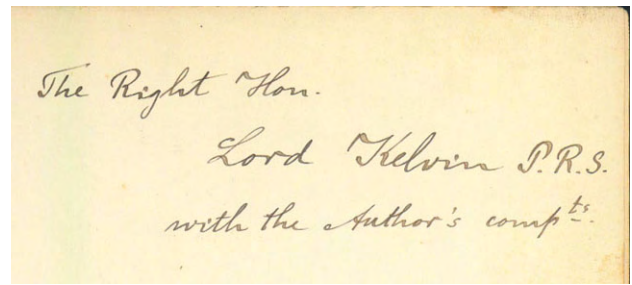 The Right Hon.
Lord Kelvin P.R.S.
with the Author's compts.